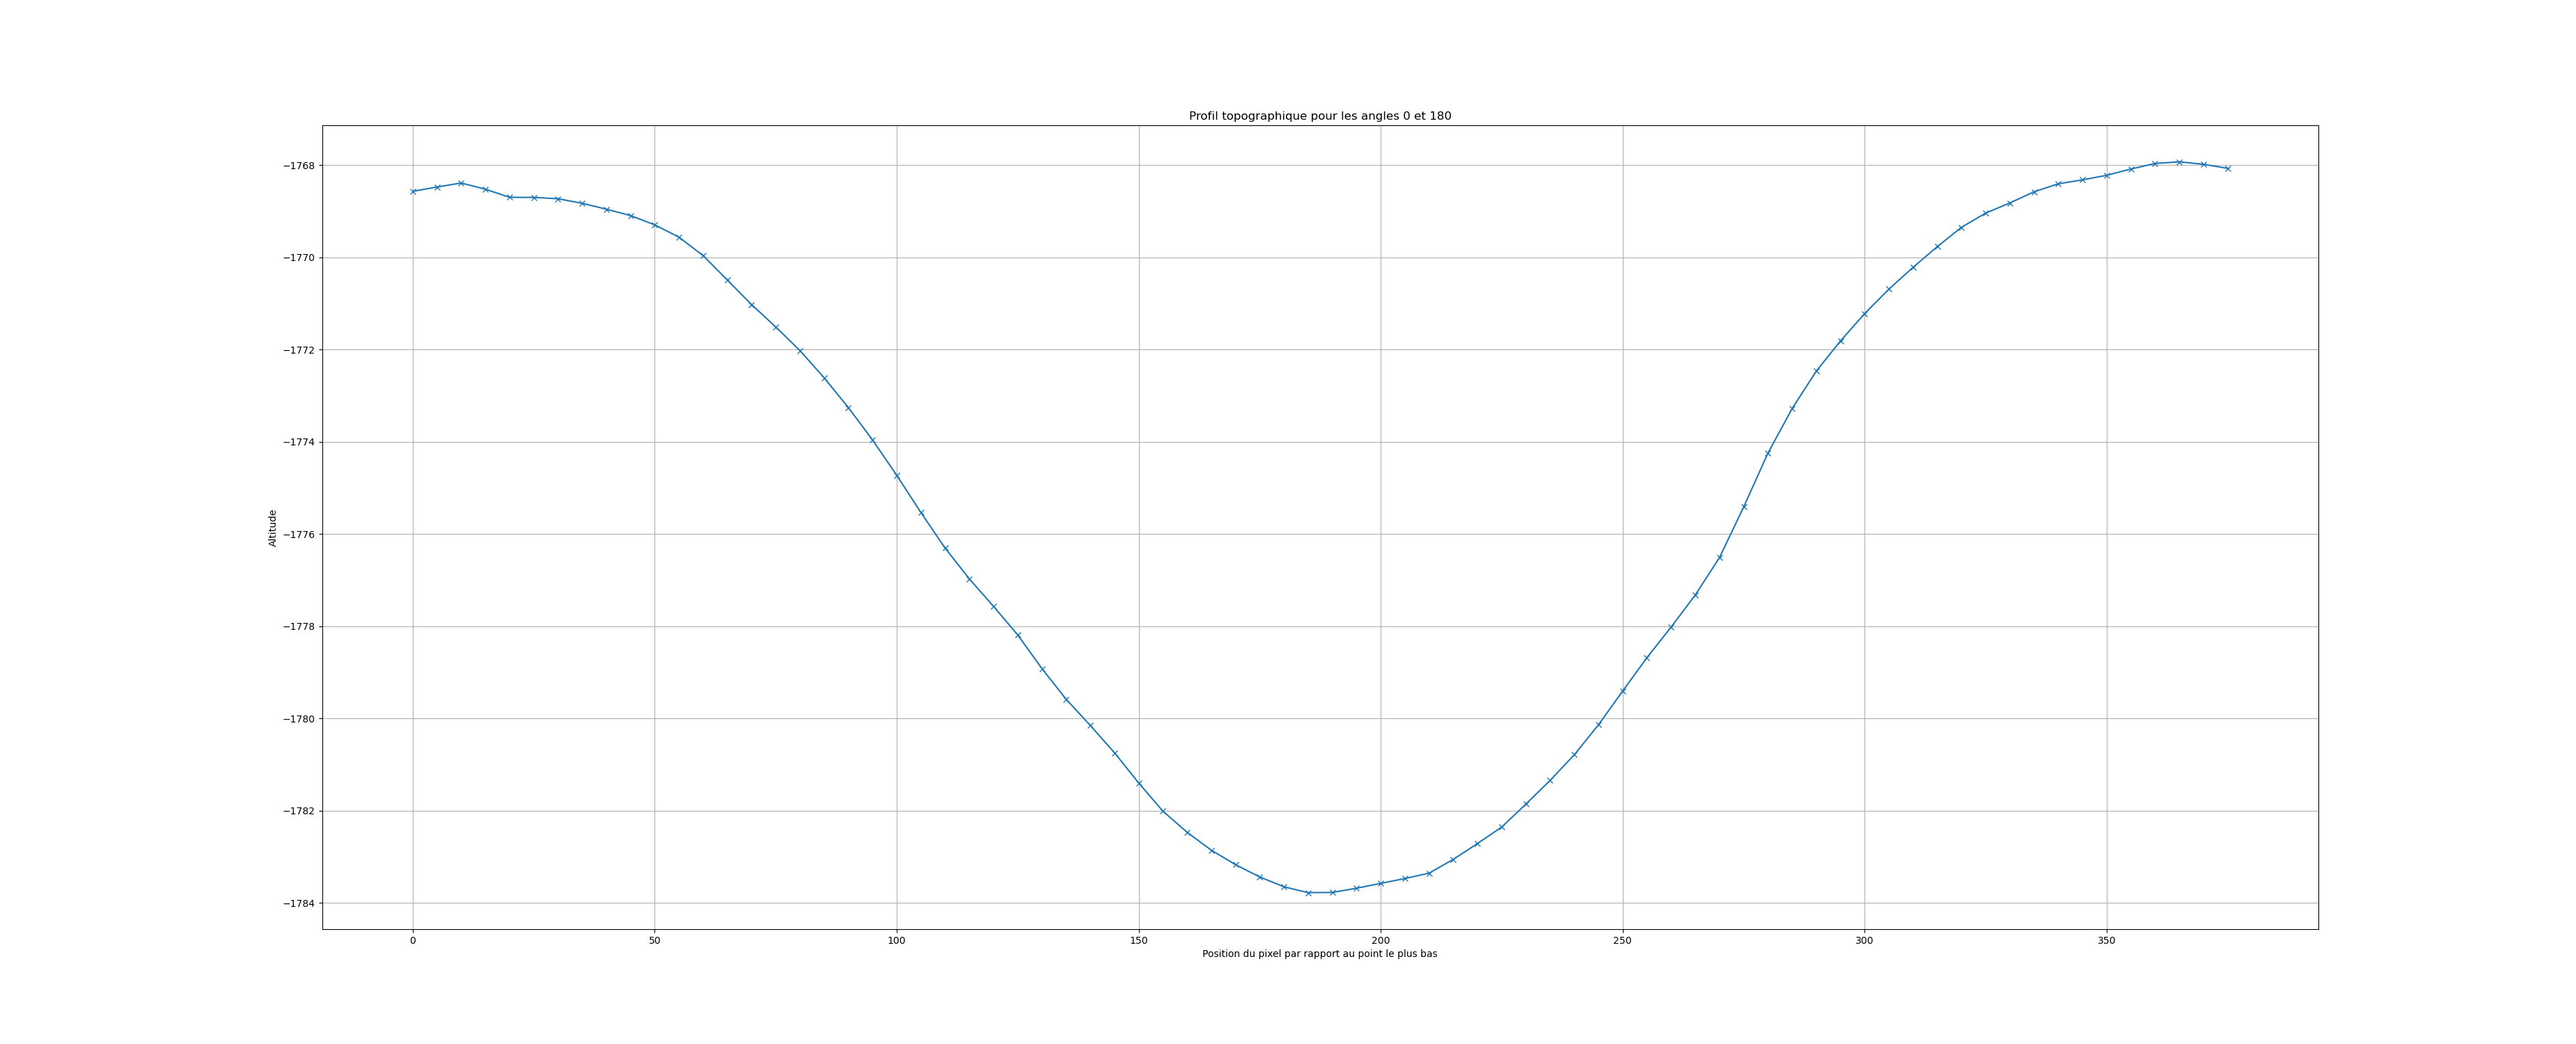 Profil topographique pour les angles 0 et 180
−1768
−1770
−1772
−1774
−1776
−1778
−1780
−1782
−1784
Altitude
0 50 100 150 200 250 300 350
Position du pixel par rapport au point le plus bas